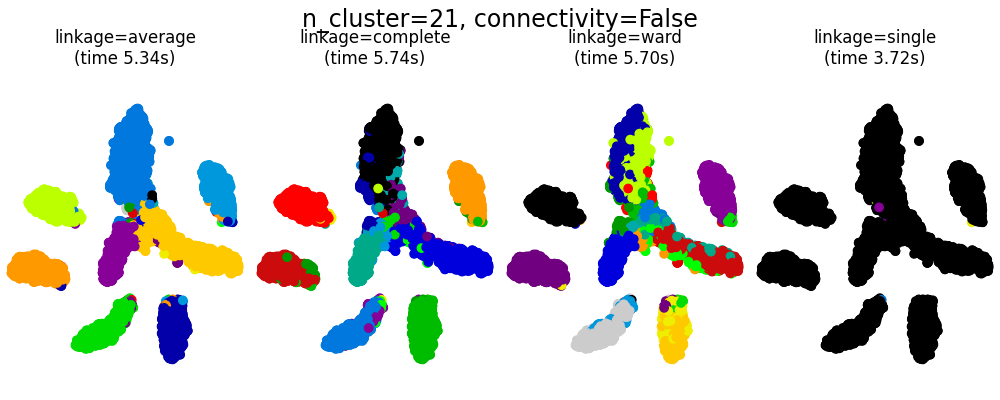 n_cluster=21, connectivity=False
linkage=average
(time 5.34s)
linkage=complete
(time 5.74s)
linkage=ward
(time 5.70s)
linkage=single
(time 3.72s)